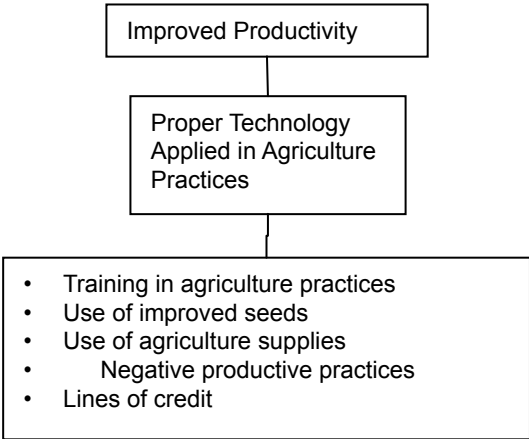 Improved Productivity
Proper Technology
Applied in Agriculture
Practices
• Training in agriculture practices
• Use of improved seeds
• Use of agriculture supplies
• Negative productive practices
• Lines of credit